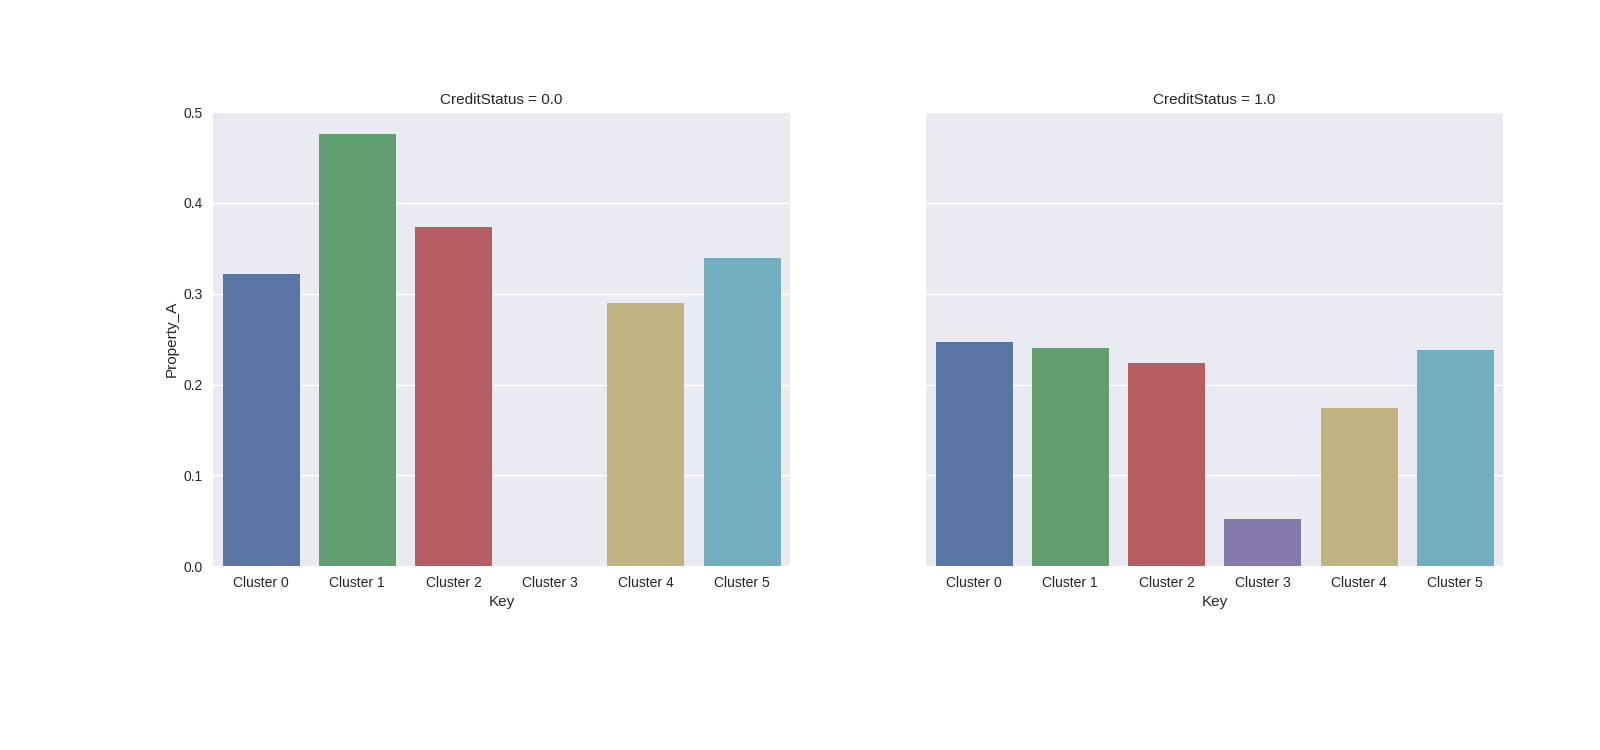 CreditStatus = 0.0
CreditStatus = 1.0
0.5
0.4
0.3
0.2
0.1
0.0
Property_A
Cluster 0 Cluster 1 Cluster 2 Cluster 3 Cluster 4 Cluster 5
Key
Cluster 0 Cluster 1 Cluster 2 Cluster 3 Cluster 4 Cluster 5
Key